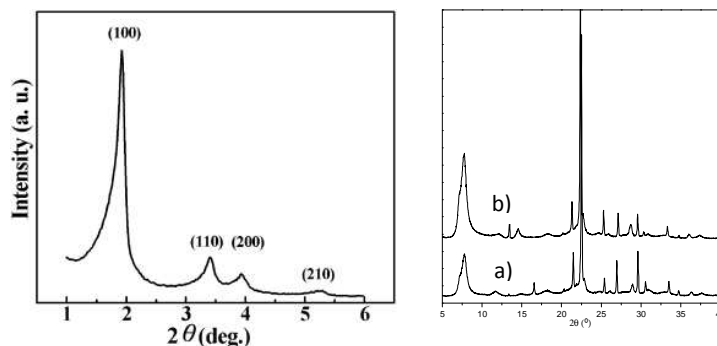 (100)
(110) (200)
(210)
Intensity (a. u.)
1 2 3 4 5 6
2θ (deg.)
b)
a)
5 10 15 20 25 30 35 40
2θ (°)